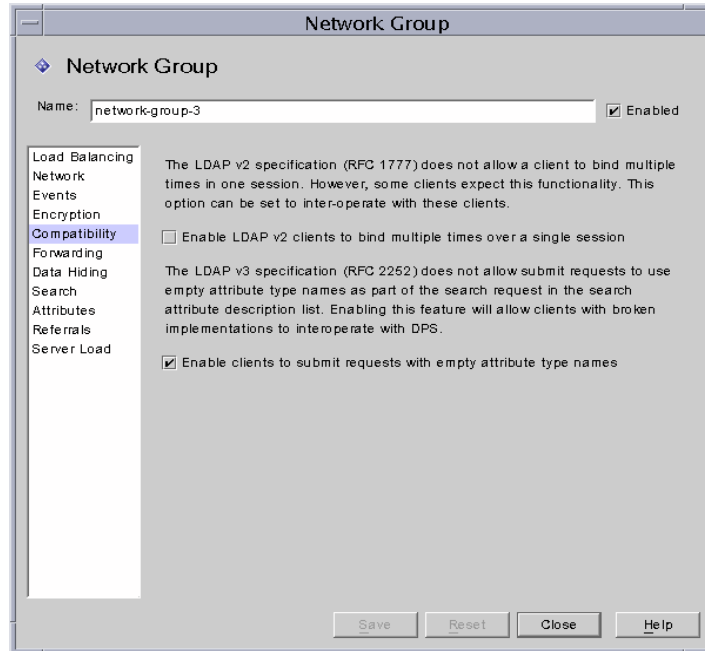 Network Group
Network Group
Name: network-group-3 Enabled
Load Balancing
Network
Events
Encryption
Compatibility
Forwarding
Data Hiding
Search
Attributes
Referrals
Server Load
The LDAP v2 specification (RFC 1777) does not allow a client to bind multiple
times in one session. However, some clients expect this functionality. This
option can be set to inter-operate with these clients.
Enable LDAP v2 clients to bind multiple times over a single session
The LDAP v3 specification (RFC 2252) does not allow submit requests to use
empty attribute type names as part of the search request in the search
attribute description list. Enabling this feature will allow clients with broken
implementations to interoperate with DPS.
Enable clients to submit requests with empty attribute type names
Save Reset Close Help